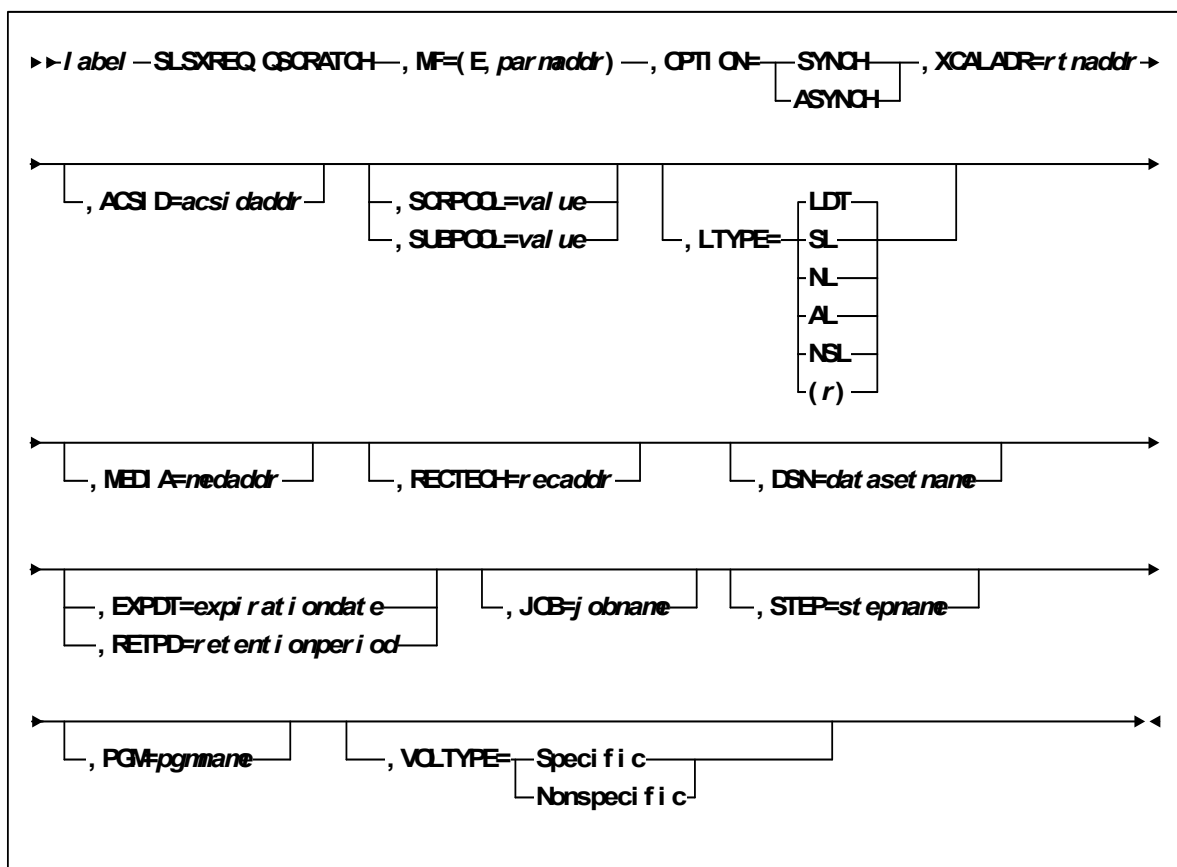 label SLSXREQ QSCRATCH , MF=(E, parmaddr) , OPTION= SYNCH , XCALADR=rtnaddr
ASYNCH
, ACSID=acsidaddr , SCRPOOL=value LDT
, SUBPOOL=value , LTYPE= SL
NL
AL
NSL
(r)
, MEDIA=medaddr , RECTECH=recaddr , DSN=datasetname
, EXPDT=expirationdate , JOB=jobname , STEP=stepname
, RETPD=retentionperiod
, PGM=pgmname , VOLTYPE= Specific
Nonspecific